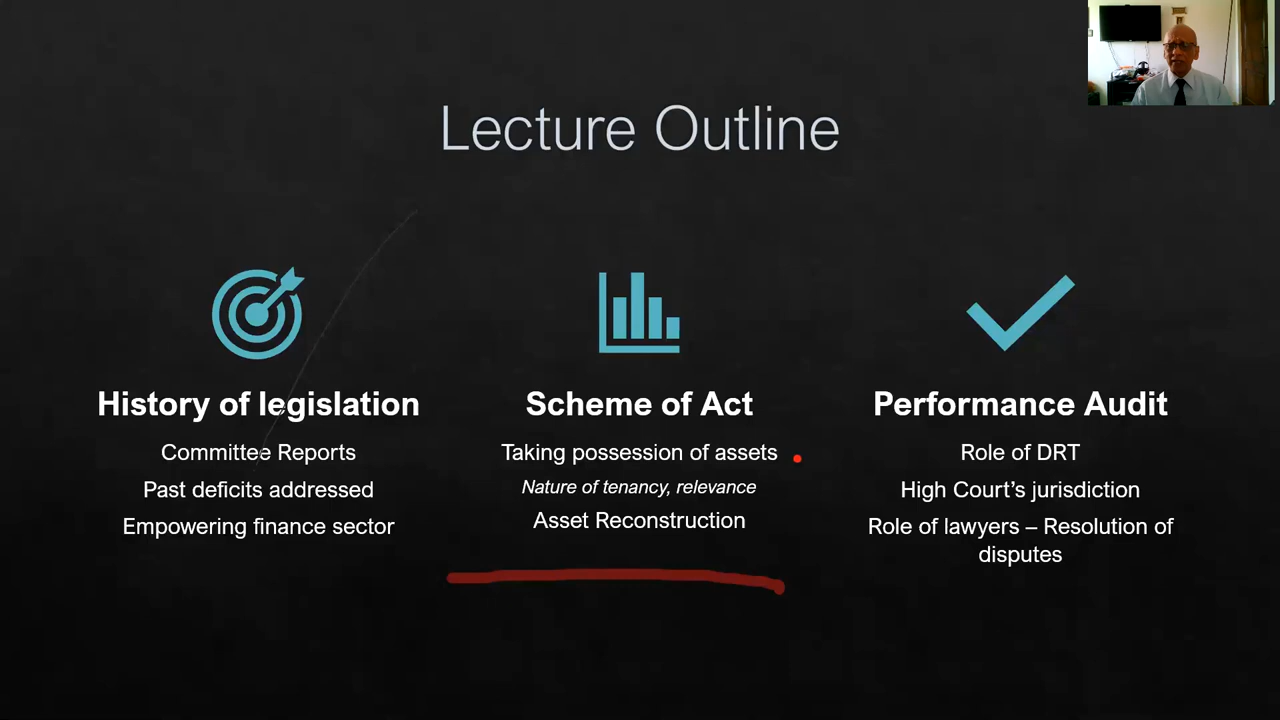 Lecture Outline
History of legislation
Committee Reports
Past deficits addressed
Empowering finance sector
Scheme of Act
Taking possession of assets
Nature of tenancy, relevance
Asset Reconstruction
Performance Audit
Role of DRT
High Court’s jurisdiction
Role of lawyers – Resolution of
disputes